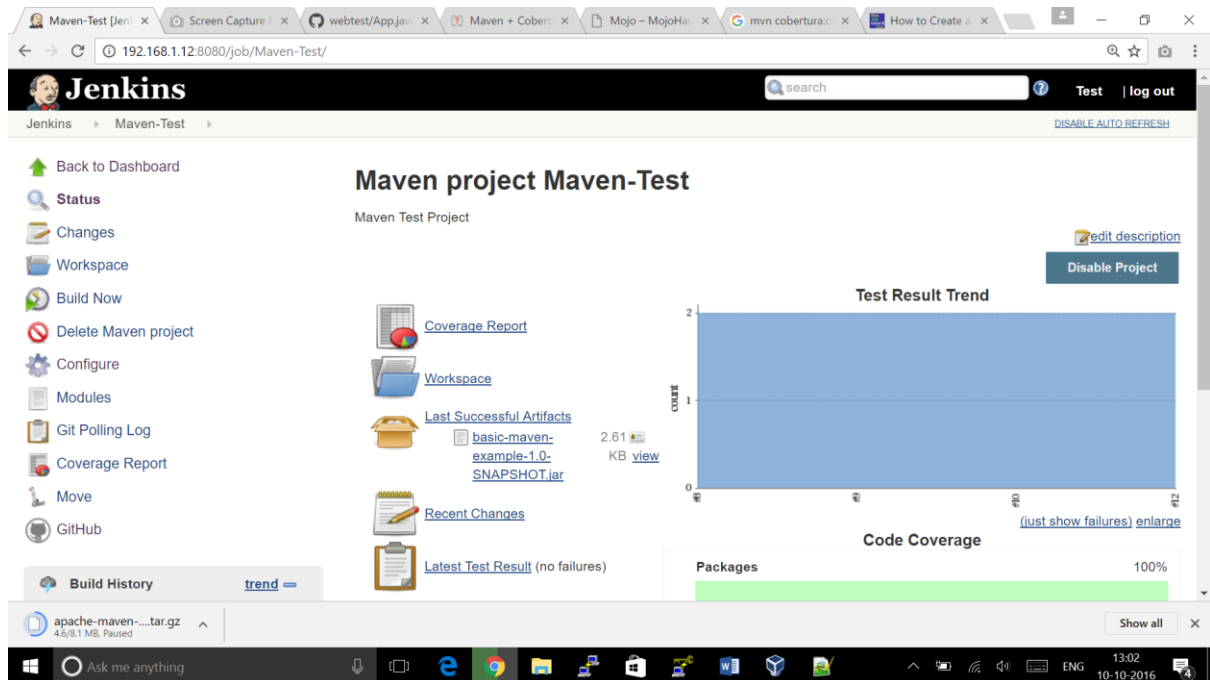 Maven-Test [Jen
Screen Capture
webtest/App.jav
Maven + Cobert
Mojo – MojoHau
mvn cobertura:c
How to Create a
192.168.1.12:8080/job/Maven-Test/
Jenkins
search
Test | log out
Jenkins Maven-Test
DISABLE AUTO REFRESH
Back to Dashboard
Status
Changes
Workspace
Build Now
Delete Maven project
Configure
Modules
Git Polling Log
Coverage Report
Move
GitHub
Build History trend
Maven project Maven-Test
Maven Test Project
edit description
Disable Project
Coverage Report
Workspace
Last Successful Artifacts
basic-maven-example-1.0-SNAPSHOT.jar 2.61 KB view
Recent Changes
Latest Test Result (no failures)
Test Result Trend
count
2
1
0
#10
#12
(just show failures) enlarge
Code Coverage
Packages 100%
apache-maven-....tar.gz
4.6/8.1 MB, Paused
Show all
Ask me anything
ENG
13:02
10-10-2016
4